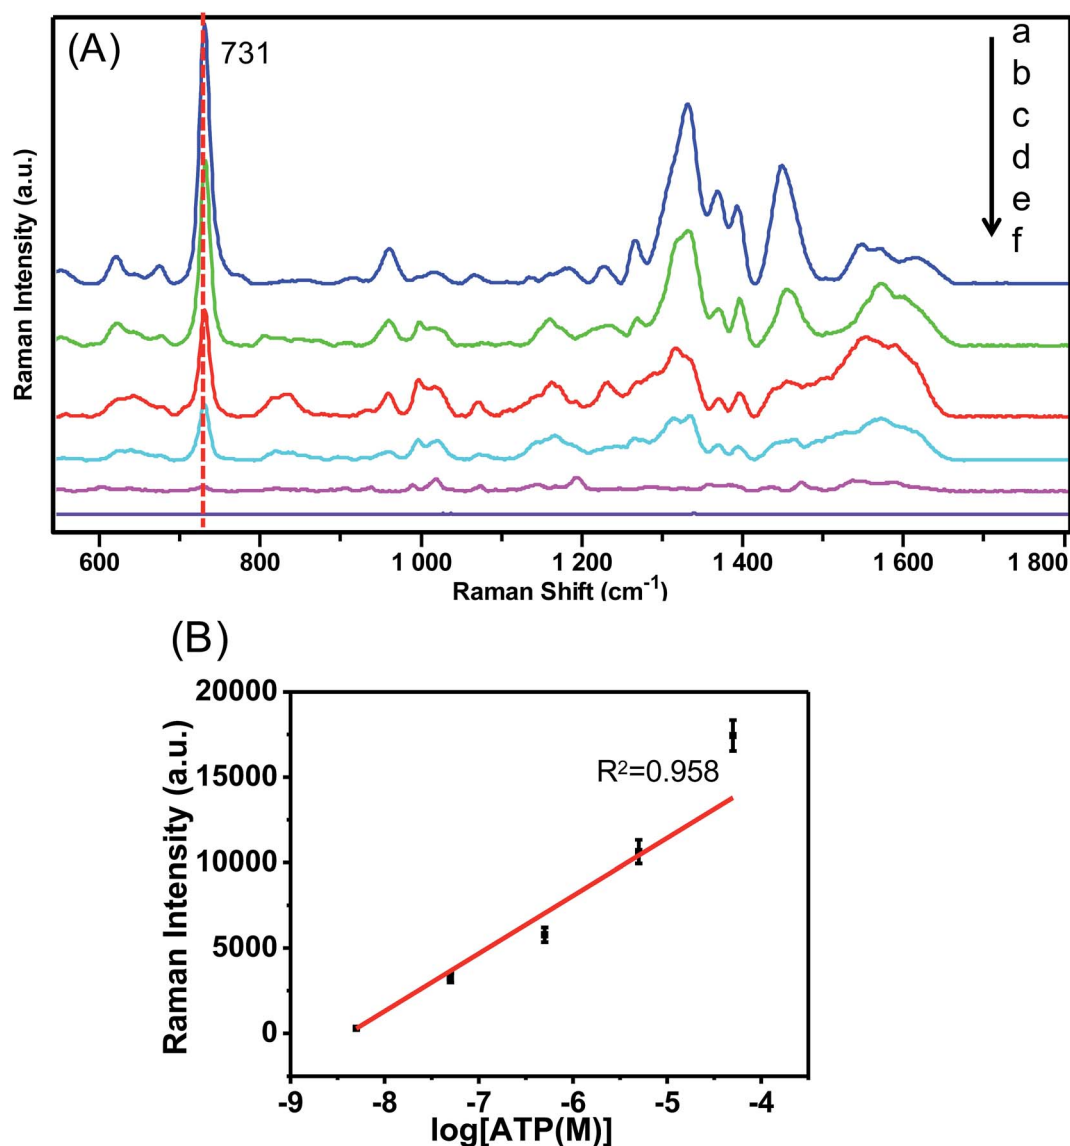 (A)
731
a
b
c
d
e
f
Raman Intensity (a.u.)
600 800 1 000 1 200 1 400 1 600 1 800
Raman Shift (cm⁻¹)
(B)
20000
15000
10000
5000
0
R²=0.958
Raman Intensity (a.u.)
-9 -8 -7 -6 -5 -4
log[ATP(M)]